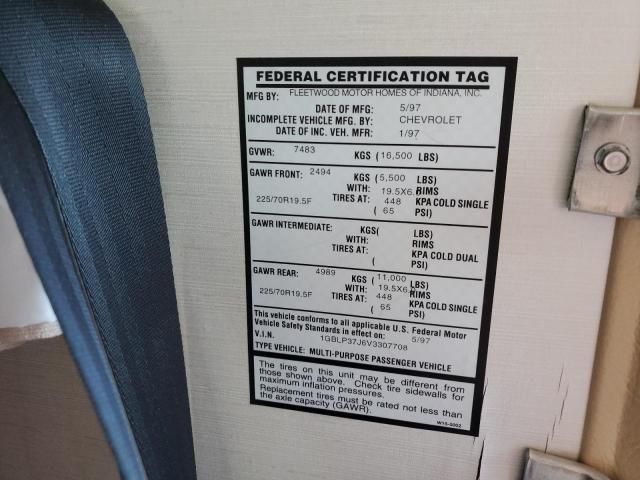 FEDERAL CERTIFICATION TAG
MFG BY: FLEETWOOD MOTOR HOMES OF INDIANA, INC.
DATE OF MFG: 5/97
INCOMPLETE VEHICLE MFG. BY: CHEVROLET
DATE OF INC. VEH. MFR: 1/97
GVWR: 7483 KGS (16,500 LBS)
GAWR FRONT: 2494 KGS (5,500 LBS)
WITH: 19.5X6. RIMS
225/70R19.5F TIRES AT: 448 KPA COLD SINGLE
(65 PSI)
GAWR INTERMEDIATE: KGS( LBS)
WITH: RIMS
TIRES AT: KPA COLD DUAL
( PSI)
GAWR REAR: 4989 KGS (11,000 LBS)
WITH: 19.5X6. RIMS
225/70R19.5F TIRES AT: 448 KPA COLD SINGLE
(65 PSI)
This vehicle conforms to all applicable U.S. Federal Motor
Vehicle Safety Standards in effect on: 5/97
V.I.N. 1GBLP37J6V3307708
TYPE VEHICLE: MULTI-PURPOSE PASSENGER VEHICLE
The tires on this unit may be different from
those shown above. Check tire sidewalls for
maximum inflation pressures.
Replacement tires must be rated not less than
the axle capacity (GAWR).